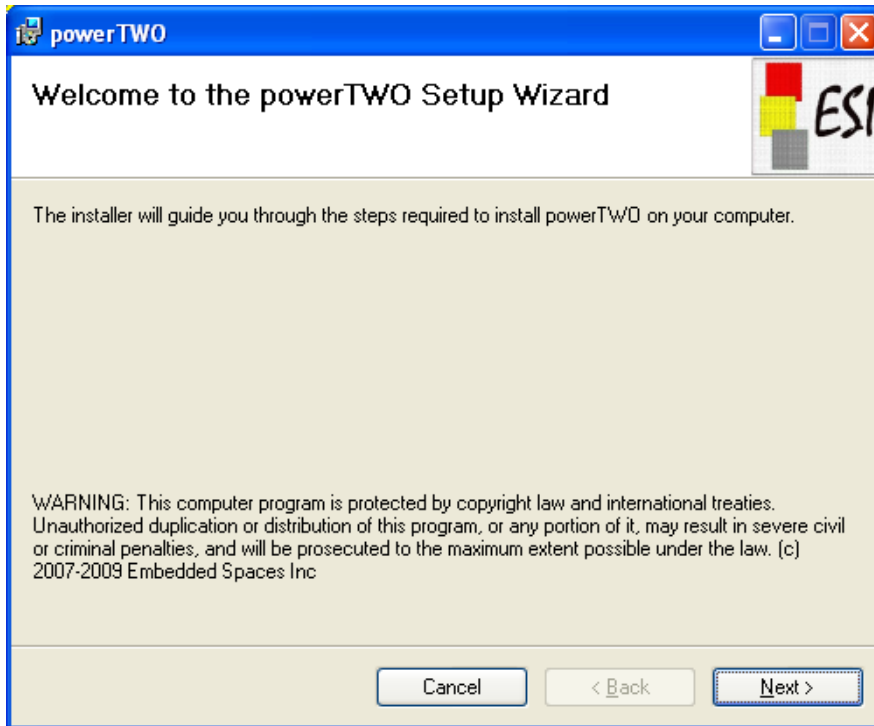 powerTWO
Welcome to the powerTWO Setup Wizard
ESI
The installer will guide you through the steps required to install powerTWO on your computer.
WARNING: This computer program is protected by copyright law and international treaties.
Unauthorized duplication or distribution of this program, or any portion of it, may result in severe civil
or criminal penalties, and will be prosecuted to the maximum extent possible under the law. (c)
2007-2009 Embedded Spaces Inc
Cancel
< Back
Next >